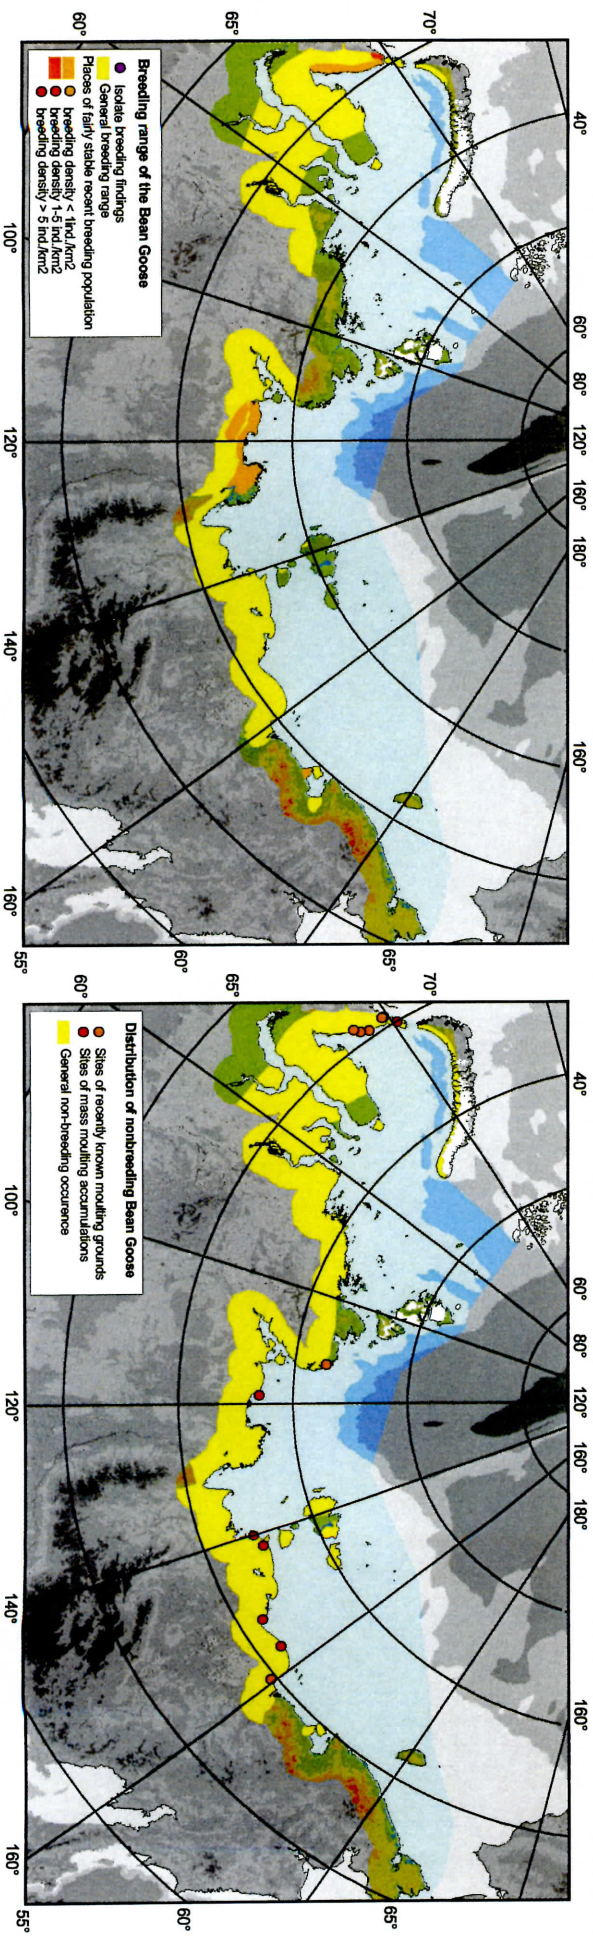 40° 60° 80° 120° 160° 180° 160°
70°
65°
60°
Breeding range of the Bean Goose
Isolate breeding findings
General breeding range
Places of fairly stable recent breeding population
breeding density < 1ind./km2
breeding density 1-5 ind./km2
breeding density > 5 ind./km2
65°
60°
55°
100° 120° 140° 160°
40° 60° 80° 120° 160° 180° 160°
70°
65°
60°
Distribution of nonbreeding Bean Goose
Sites of recently known moulting grounds
Sites of mass moulting accumulations
General non-breeding occurence
65°
60°
55°
100° 120° 140° 160°